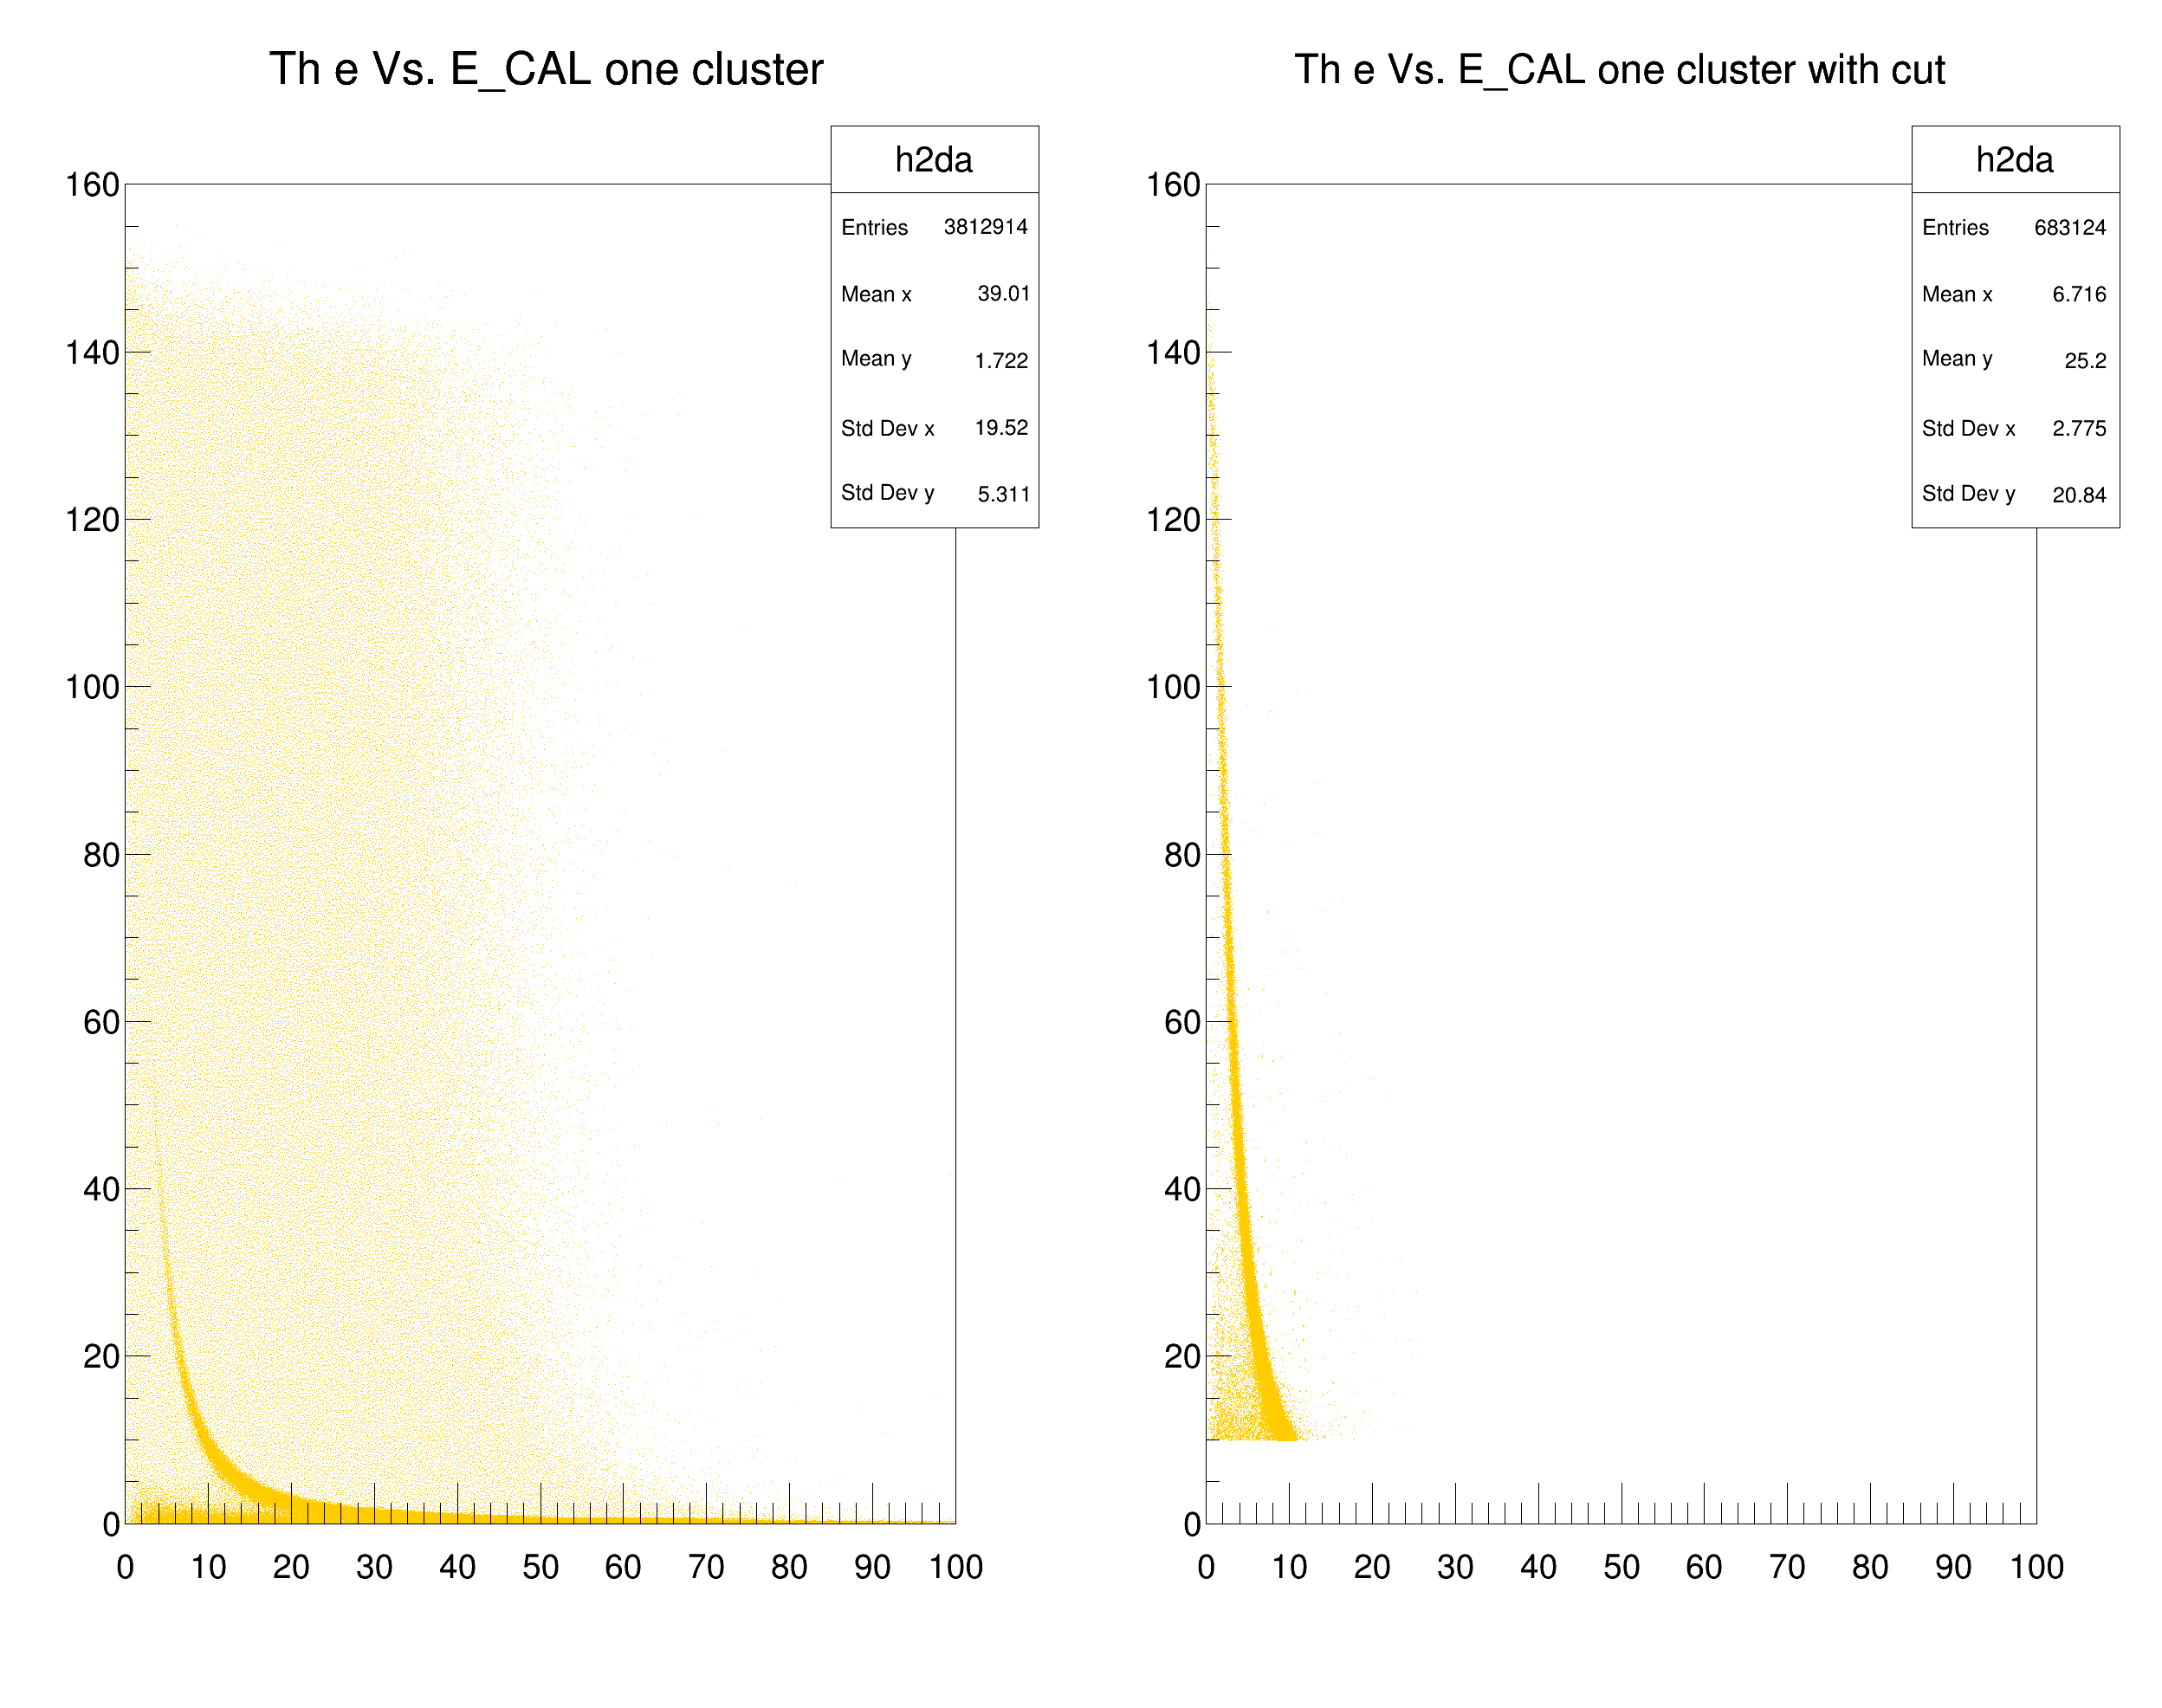 Th e Vs. E_CAL one cluster
h2da
Entries 3812914
Mean x 39.01
Mean y 1.722
Std Dev x 19.52
Std Dev y 5.311
160
140
120
100
80
60
40
20
0
0 10 20 30 40 50 60 70 80 90 100
Th e Vs. E_CAL one cluster with cut
h2da
Entries 683124
Mean x 6.716
Mean y 25.2
Std Dev x 2.775
Std Dev y 20.84
160
140
120
100
80
60
40
20
0
0 10 20 30 40 50 60 70 80 90 100